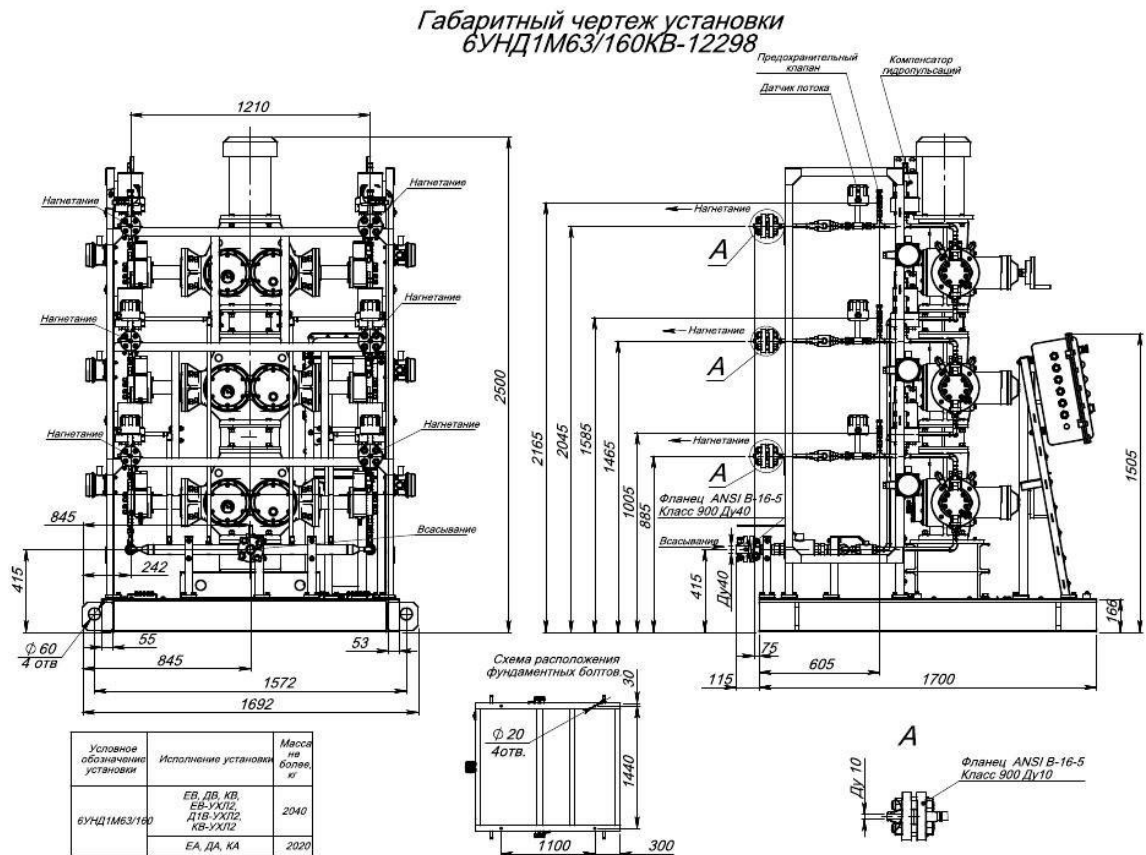 Габаритный чертеж установки
6УНД1М63/160КВ-12298
Предохранительный
клапан
Компенсатор
гидропульсаций
Датчик потока
1210
Нагнетание
Нагнетание
Нагнетание
Нагнетание
Нагнетание
Нагнетание
Всасывание
845
415
242
2500
ϕ 60
4 отв
55
53
845
1572
1692
Нагнетание
А
Нагнетание
А
Нагнетание
А
2165
2045
1585
1465
1005
885
415
Фланец ANSI B-16-5
Класс 900 Ду40
Всасывание
Ду40
1505
166
75
605
115
1700
Схема расположения
фундаментных болтов.
30
ϕ 20
4отв.
1440
1100
300
А
Ду 10
Фланец ANSI B-16-5
Класс 900 Ду10
Условное
обозначение
установки
Исполнение установки
Масса
не
более,
кг
6УНД1М63/160
ЕВ, ДВ, КВ,
ЕВ-УХЛ2,
Д1В-УХЛ2,
КВ-УХЛ2
2040
ЕА, ДА, КА
2020